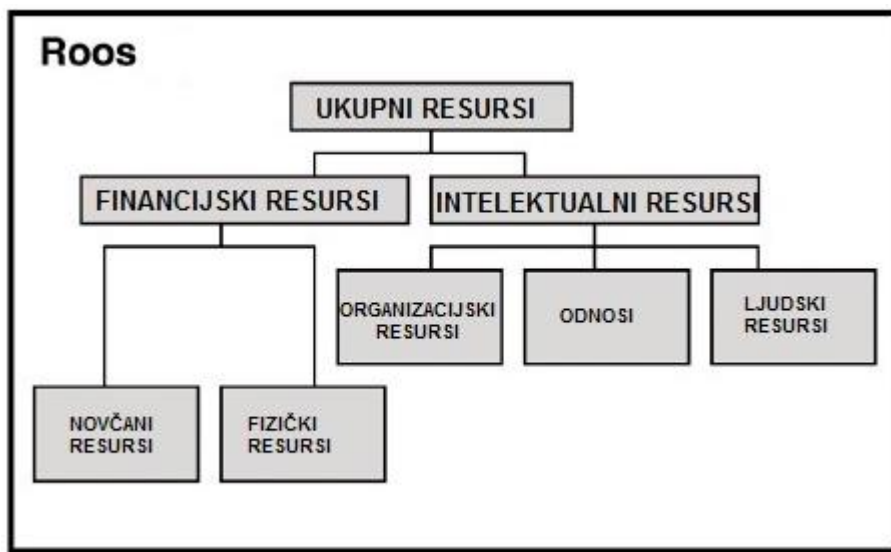 Roos
UKUPNI RESURSI
FINANCIJSKI RESURSI
INTELEKTUALNI RESURSI
ORGANIZACIJSKI
RESURSI
ODNOSI
LJUDSKI
RESURSI
NOVČANI
RESURSI
FIZIČKI
RESURSI